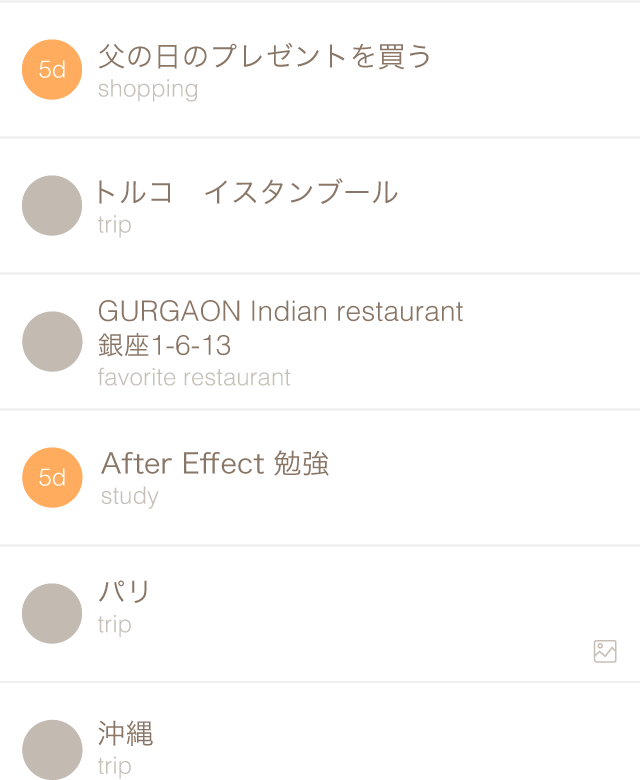 5d
父の日のプレゼントを買う
shopping
トルコ　イスタンブール
trip
GURGAON Indian restaurant
銀座1-6-13
favorite restaurant
5d
After Effect 勉強
study
パリ
trip
沖縄
trip